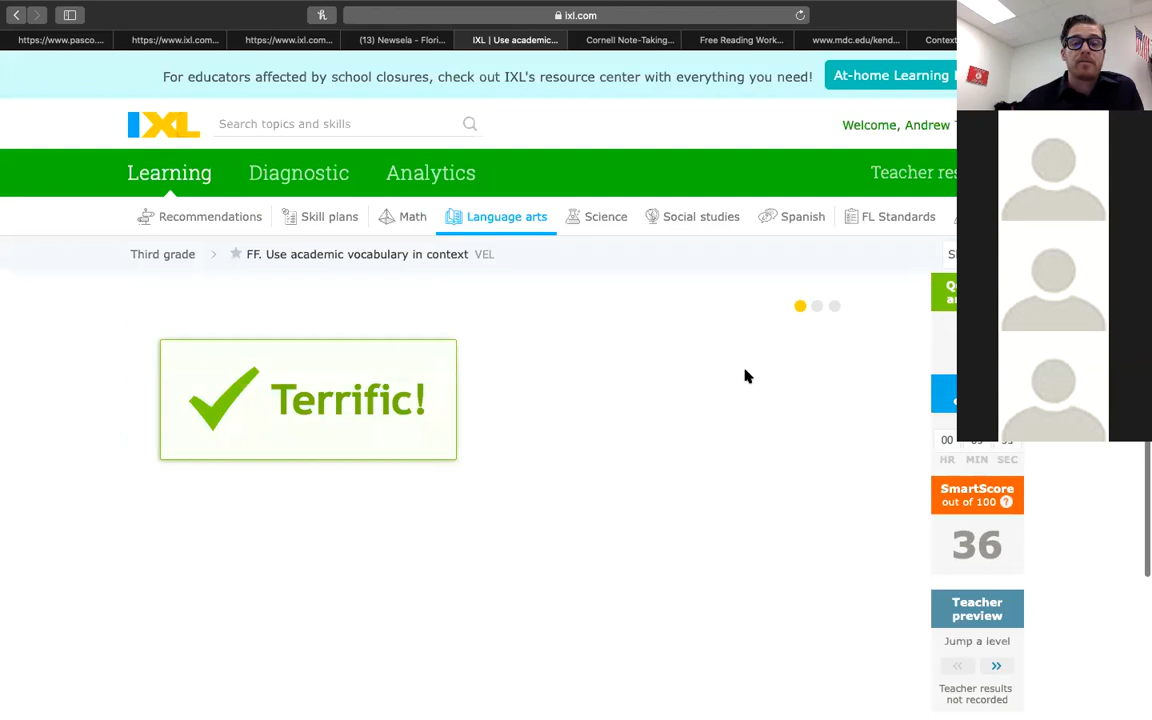 ixl.com
https://www.pasco....
https://www.ixl.com...
https://www.ixl.com...
(13) Newsela - Flori...
IXL | Use academic...
Cornell Note-Taking...
Free Reading Work...
www.mdc.edu/kend...
Context
For educators affected by school closures, check out IXL's resource center with everything you need!
At-home Learning
IXL
Search topics and skills
Welcome, Andrew
Learning
Diagnostic
Analytics
Teacher res
Recommendations
Skill plans
Math
Language arts
Science
Social studies
Spanish
FL Standards
Third grade > FF. Use academic vocabulary in context VEL
Terrific!
00
HR MIN SEC
SmartScore
out of 100 ?
36
Teacher
preview
Jump a level
Teacher results
not recorded